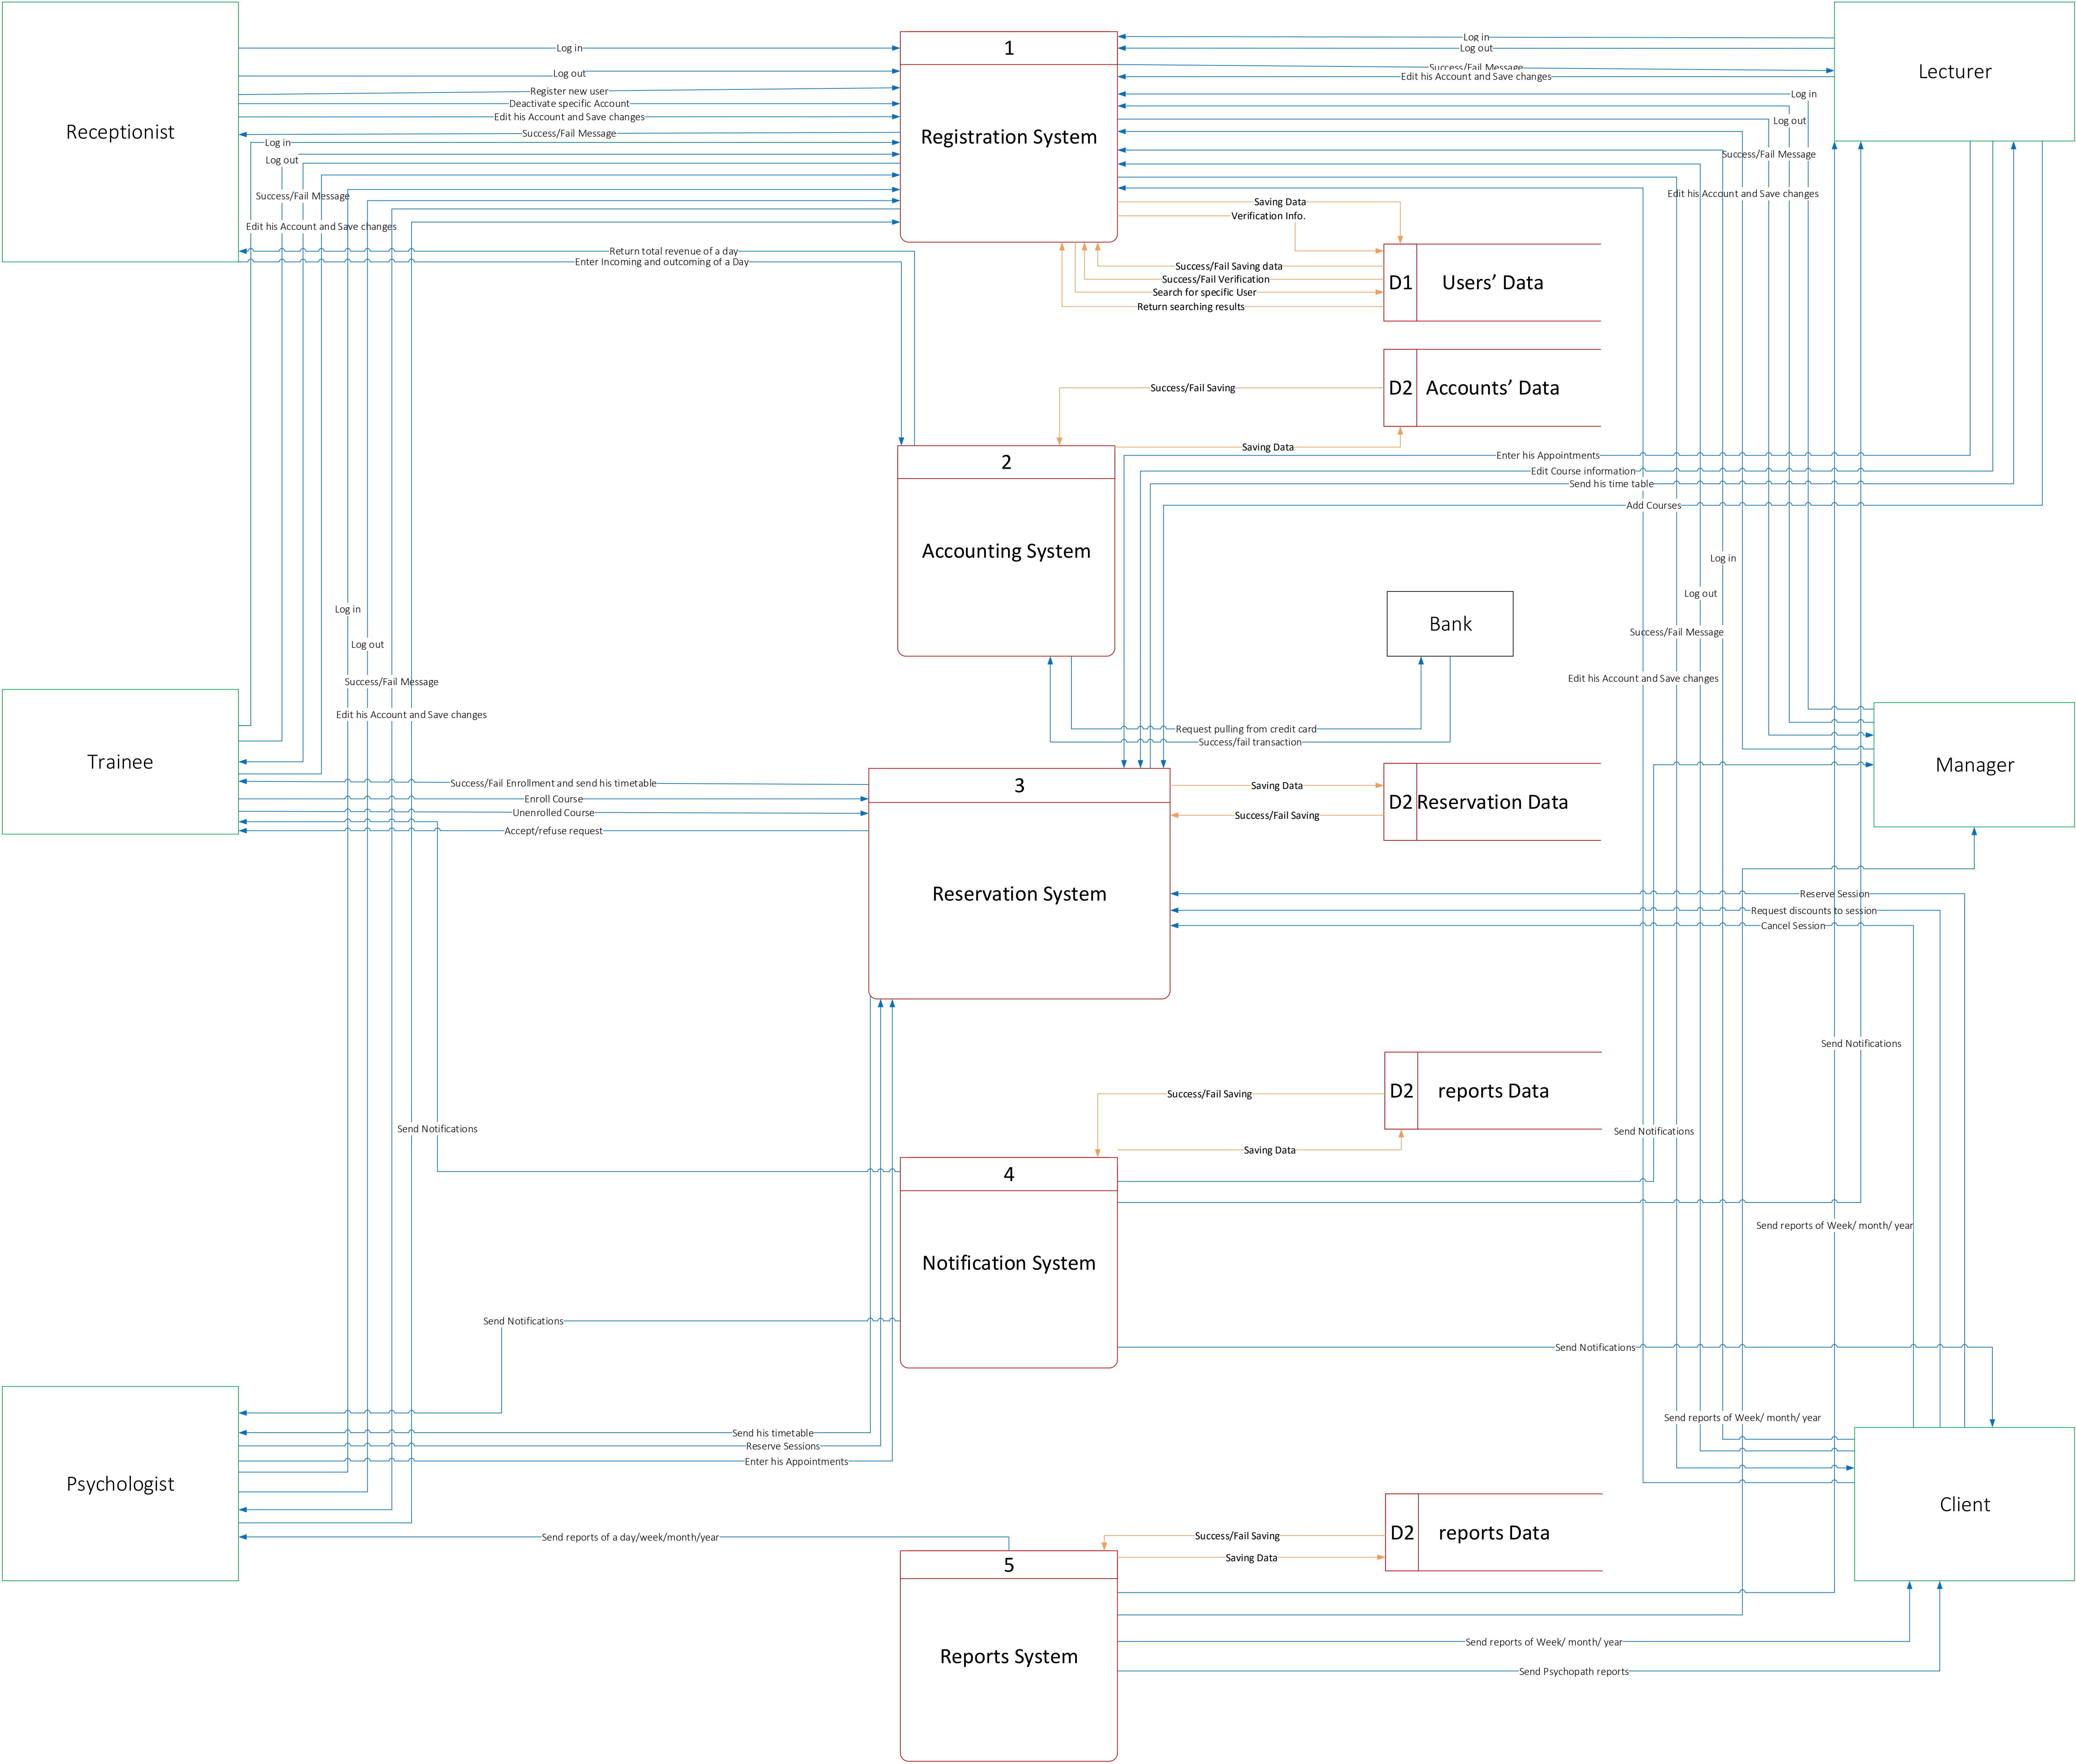 Receptionist
Log in
Log out
Register new user
Deactivate specific Account
Edit his Account and Save changes
Success/Fail Message
Log in
Log out
Success/Fail Message
Edit his Account and Save changes
Return total revenue of a day
Enter Incoming and outcoming of a Day
1
Registration System
Log in
Log out
Success/Fail Message
Edit his Account and Save changes
Lecturer
Log in
Log out
Success/Fail Message
Edit his Account and Save changes
Saving Data
Verification Info.
Success/Fail Saving data
Success/Fail Verification
Search for specific User
Return searching results
D1
Users’ Data
D2
Accounts’ Data
Success/Fail Saving
Saving Data
2
Accounting System
Enter his Appointments
Edit Course information
Send his time table
Add Courses
Log in
Log out
Success/Fail Message
Edit his Account and Save changes
Bank
Request pulling from credit card
Success/fail transaction
Log in
Log out
Success/Fail Message
Edit his Account and Save changes
Trainee
Success/Fail Enrollment and send his timetable
Enroll Course
Unenrolled Course
Accept/refuse request
3
Reservation System
Saving Data
Success/Fail Saving
D2
Reservation Data
Manager
Reserve Session
Request discounts to session
Cancel Session
Send Notifications
Send Notifications
Send Notifications
Success/Fail Saving
Saving Data
D2
reports Data
4
Notification System
Send reports of Week/ month/ year
Send Notifications
Send Notifications
Send reports of Week/ month/ year
Psychologist
Send his timetable
Reserve Sessions
Enter his Appointments
Send reports of a day/week/month/year
Client
Success/Fail Saving
Saving Data
D2
reports Data
5
Reports System
Send reports of Week/ month/ year
Send Psychopath reports